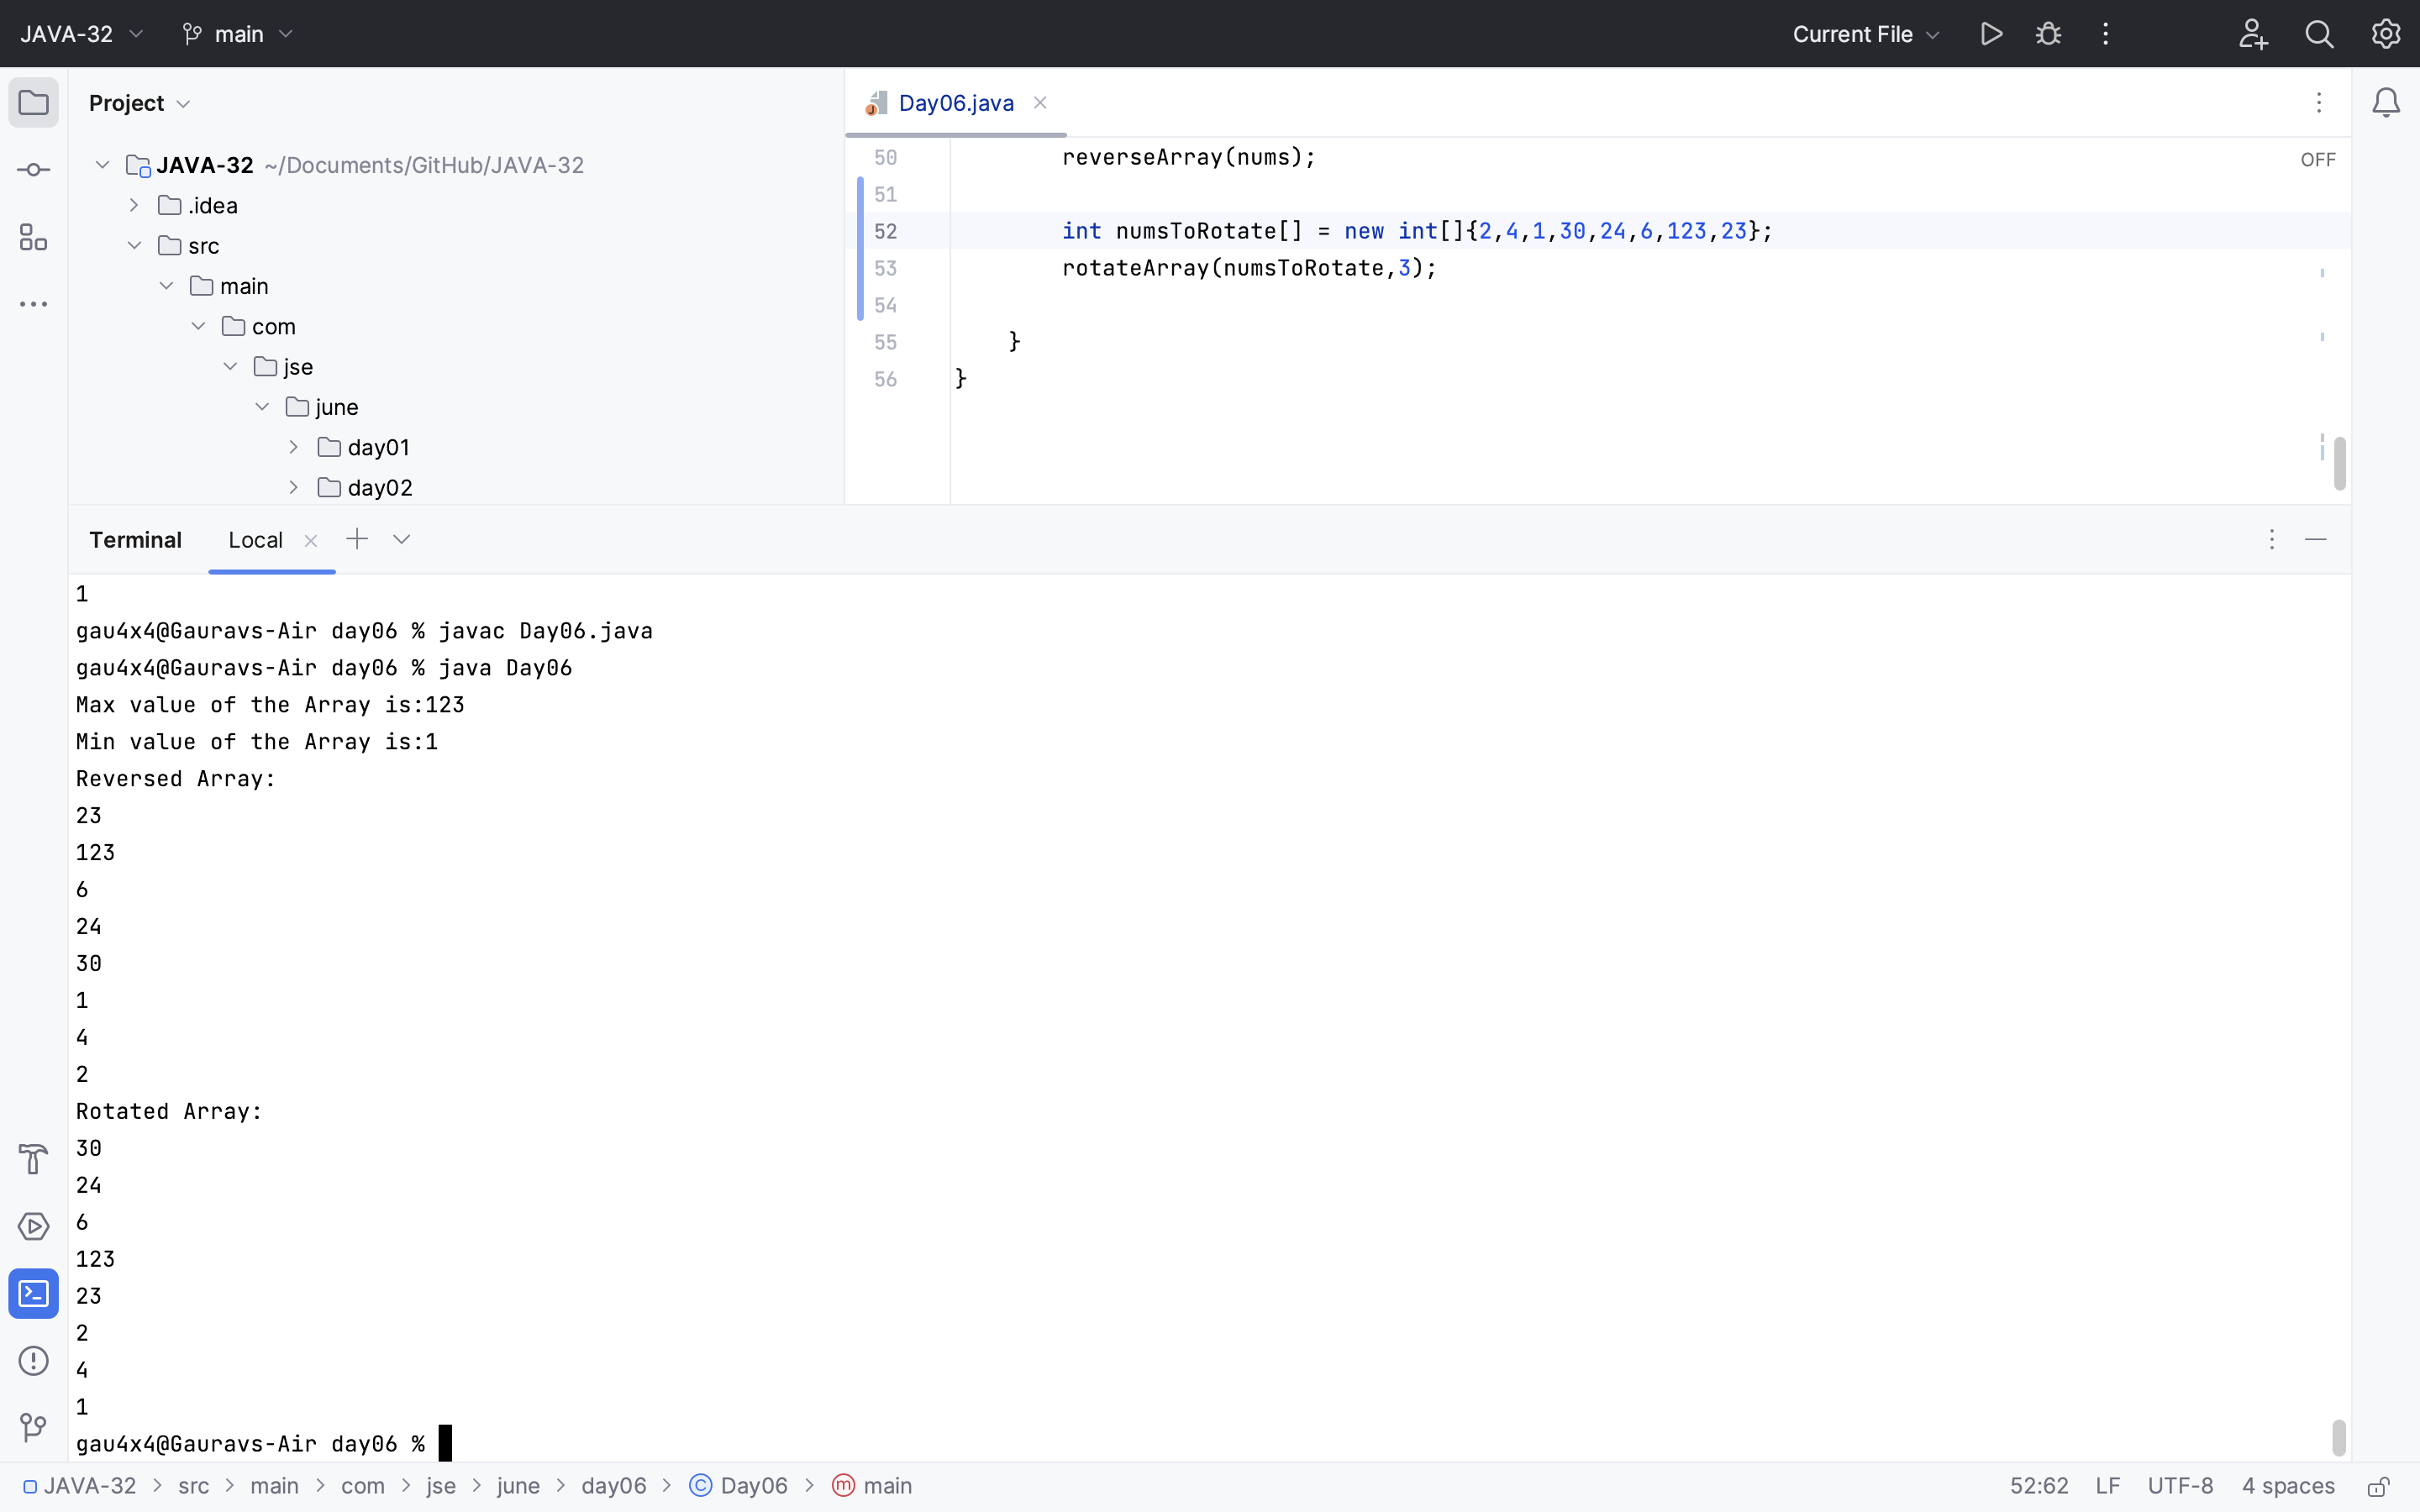 JAVA-32 main Current File
Project
JAVA-32 ~/Documents/GitHub/JAVA-32
.idea
src
main
com
jse
june
day01
day02
Day06.java
OFF
50 reverseArray(nums);
51
52 int numsToRotate[] = new int[]{2,4,1,30,24,6,123,23};
53 rotateArray(numsToRotate,3);
54
55 }
56 }
Terminal Local
1
gau4x4@Gauravs-Air day06 % javac Day06.java
gau4x4@Gauravs-Air day06 % java Day06
Max value of the Array is:123
Min value of the Array is:1
Reversed Array:
23
123
6
24
30
1
4
2
Rotated Array:
30
24
6
123
23
2
4
1
gau4x4@Gauravs-Air day06 %
JAVA-32 > src > main > com > jse > june > day06 > Day06 > main 52:62 LF UTF-8 4 spaces